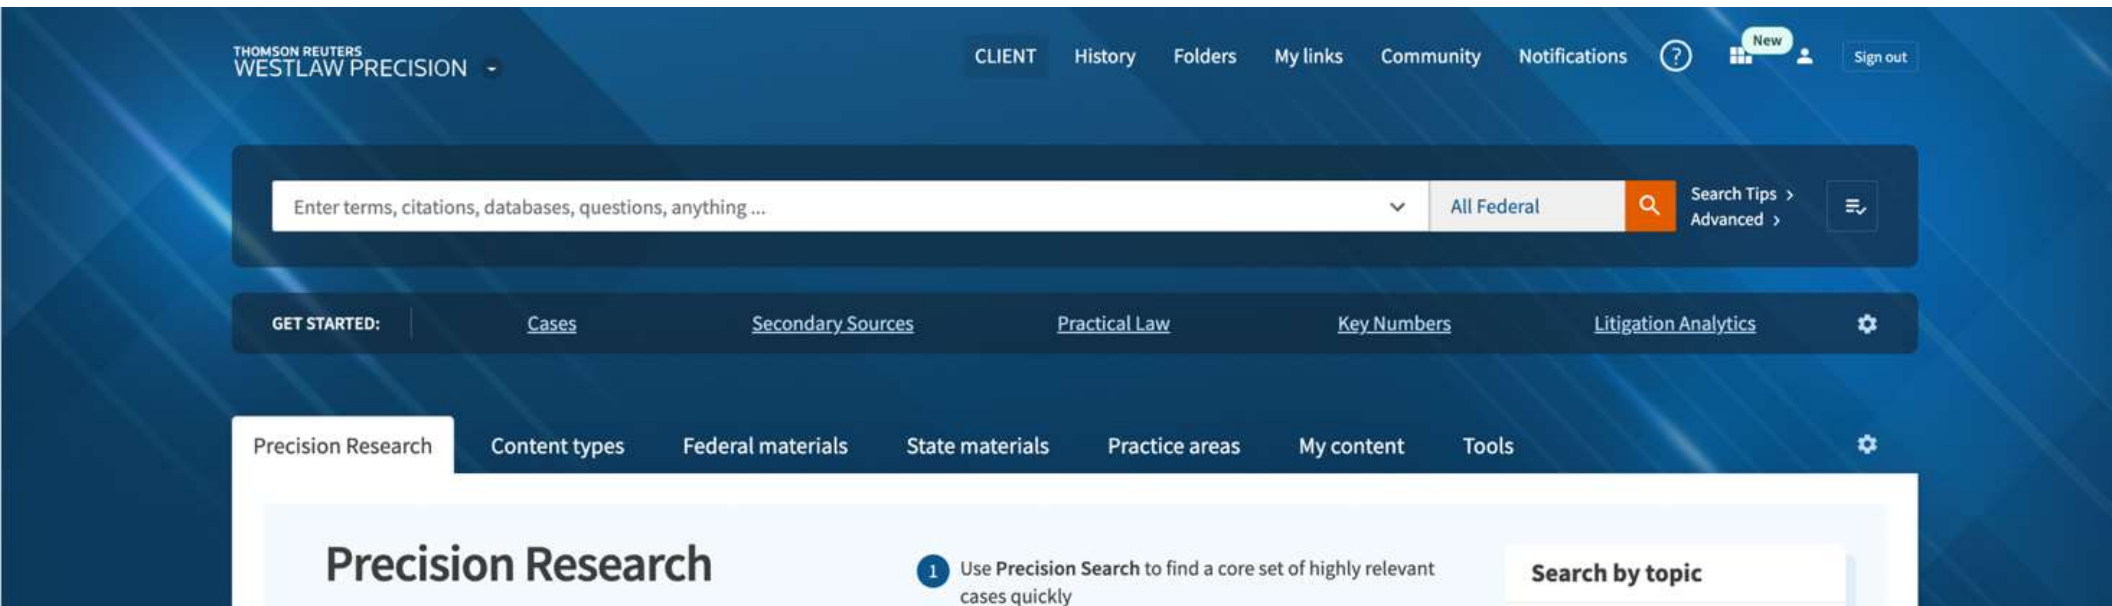 THOMSON REUTERS
WESTLAW PRECISION
CLIENT History Folders My links Community Notifications ? New Sign out
Enter terms, citations, databases, questions, anything ... All Federal
Search Tips >
Advanced >
GET STARTED: Cases Secondary Sources Practical Law Key Numbers Litigation Analytics
Precision Research Content types Federal materials State materials Practice areas My content Tools
Precision Research
1 Use Precision Search to find a core set of highly relevant
cases quickly
Search by topic